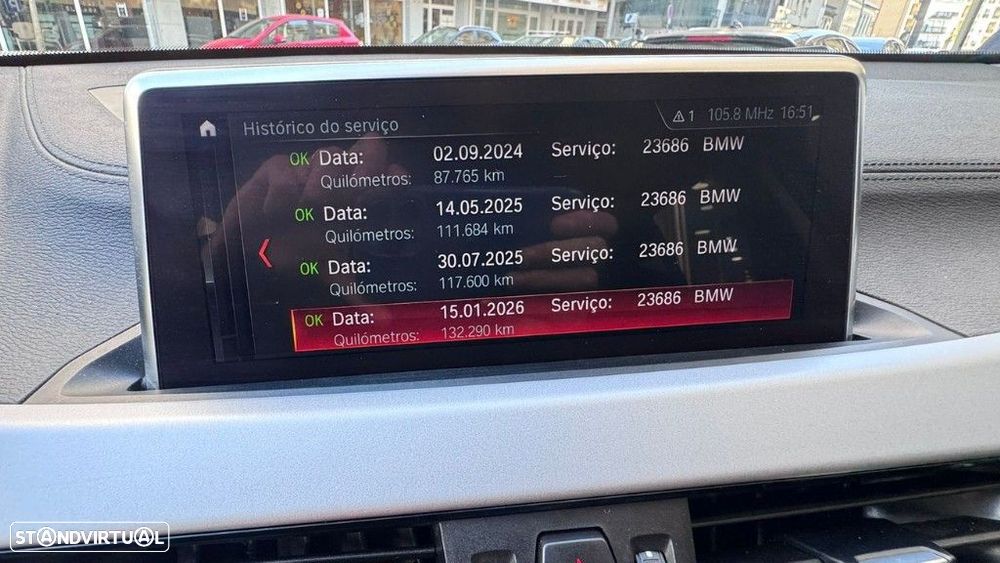 Histórico do serviço
⚠1 105.8 MHz 16:51
OK Data: 02.09.2024 Serviço: 23686 BMW
Quilómetros: 87.765 km
OK Data: 14.05.2025 Serviço: 23686 BMW
Quilómetros: 111.684 km
OK Data: 30.07.2025 Serviço: 23686 BMW
Quilómetros: 117.600 km
OK Data: 15.01.2026 Serviço: 23686 BMW
Quilómetros: 132.290 km
STANDVIRTUAL